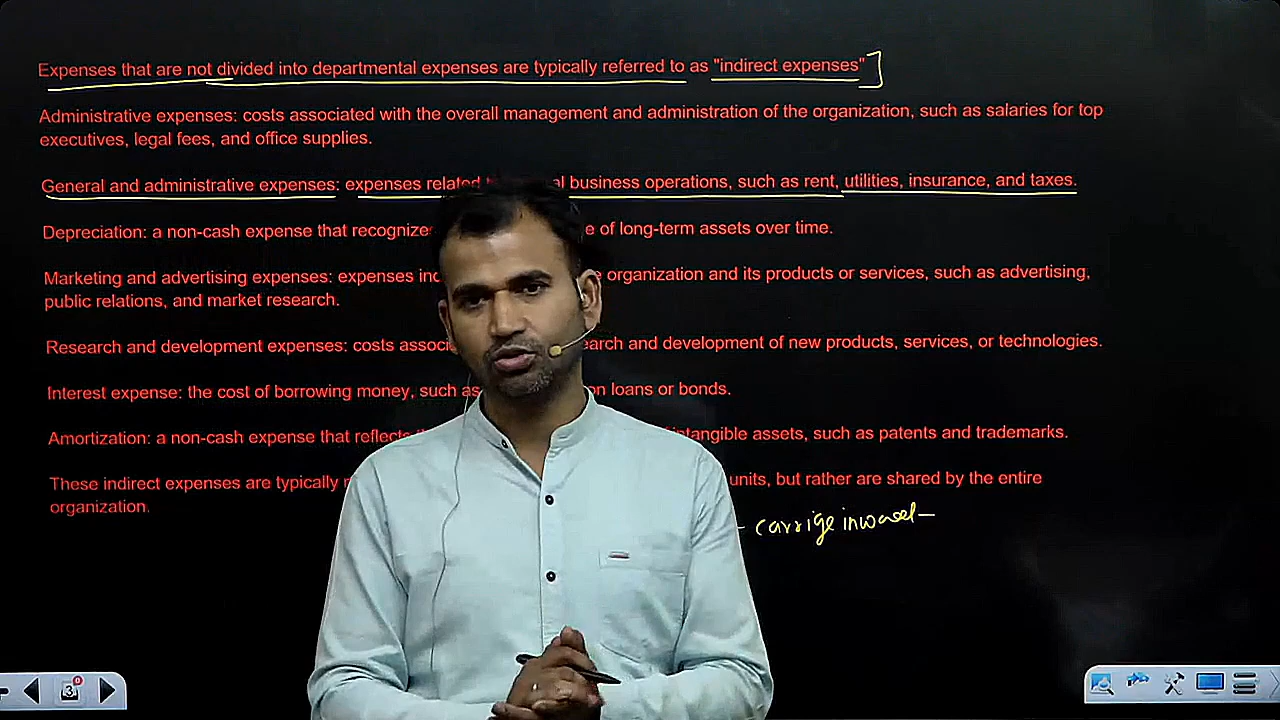 Expenses that are not divided into departmental expenses are typically referred to as "indirect expenses"
Administrative expenses: costs associated with the overall management and administration of the organization, such as salaries for top
executives, legal fees, and office supplies.
General and administrative expenses: expenses related business operations, such as rent, utilities, insurance, and taxes.
Depreciation: a non-cash expense that of long-term assets over time.
Marketing and advertising expenses: expenses organization and its products or services, such as advertising,
public relations, and market research.
Research and development expenses: costs and development of new products, services, or technologies.
Interest expense: the cost of borrowing money, such as on loans or bonds.
Amortization: a non-cash expense that intangible assets, such as patents and trademarks.
These indirect expenses are typically units, but rather are shared by the entire
organization.
- carrige inward -
3